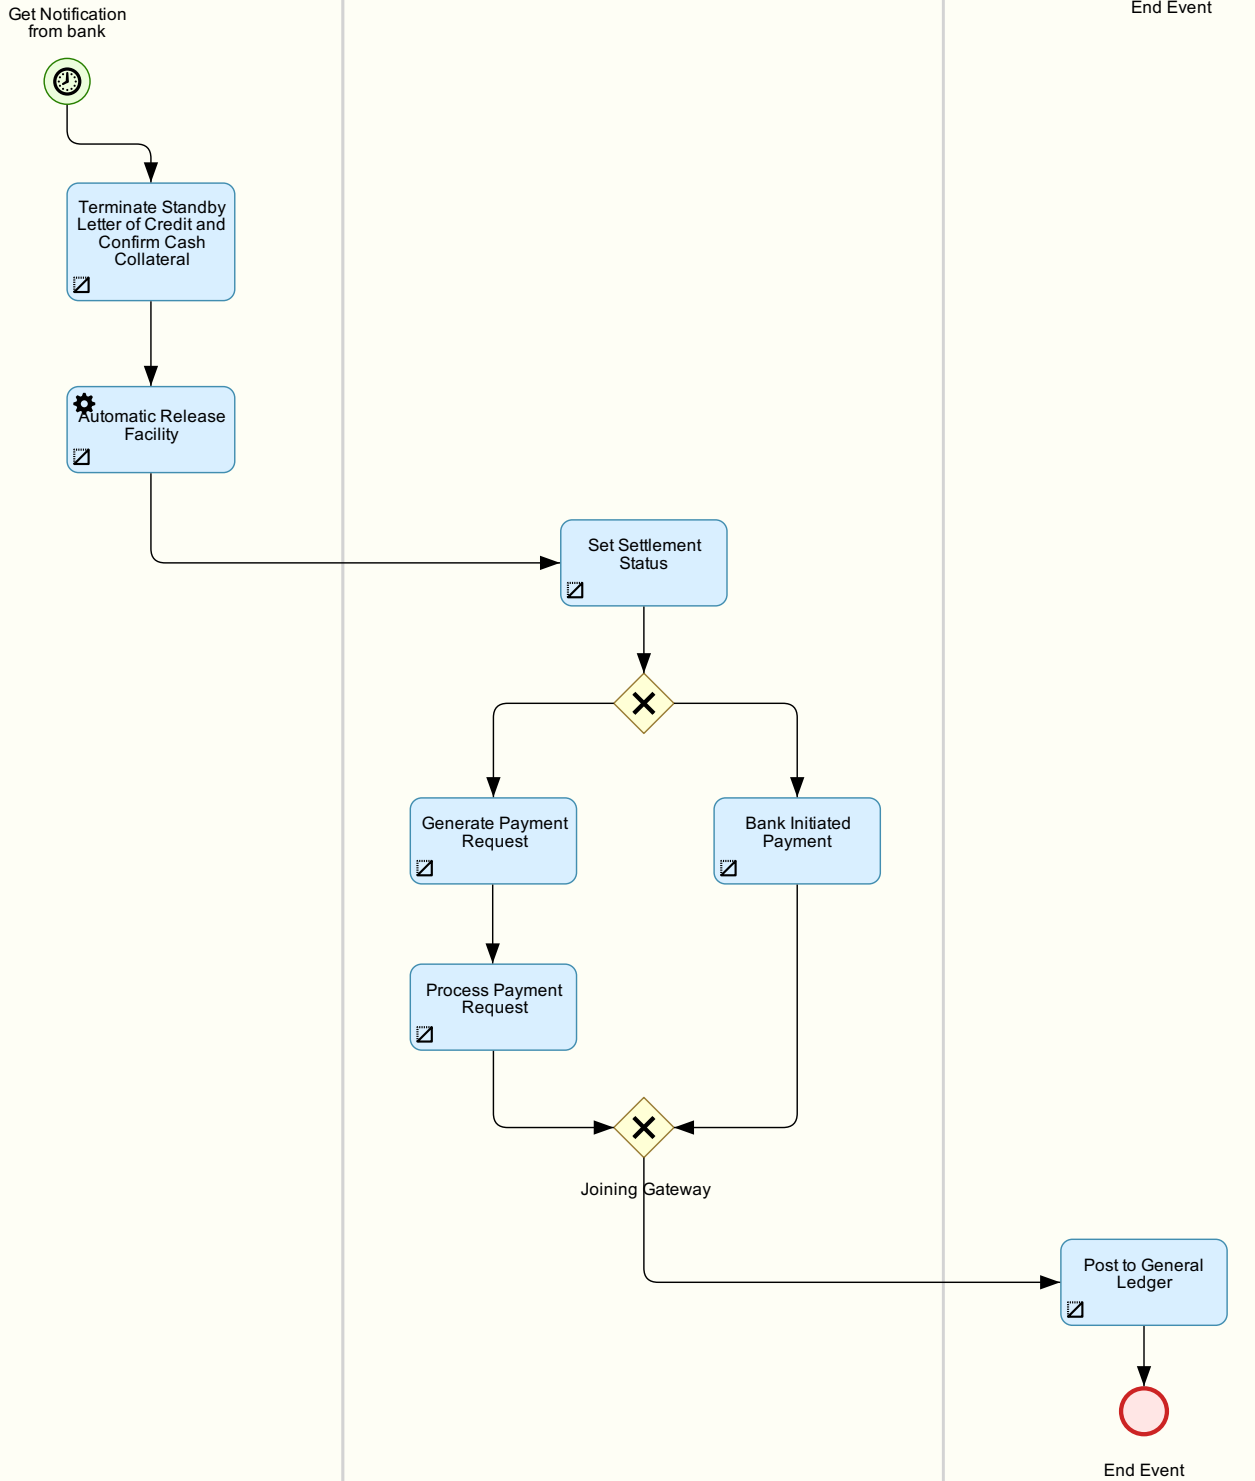 Get Notification
from bank
End Event
Terminate Standby
Letter of Credit and
Confirm Cash
Collateral
Automatic Release
Facility
Set Settlement
Status
Generate Payment
Request
Bank Initiated
Payment
Process Payment
Request
Joining Gateway
Post to General
Ledger
End Event